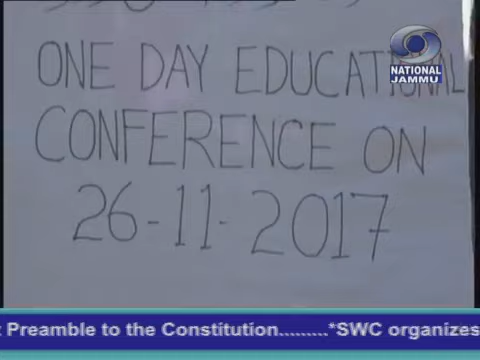 ONE DAY EDUCATIONAL
CONFERENCE ON
26-11-2017
NATIONAL
JAMMU
Preamble to the Constitution.........*SWC organizes